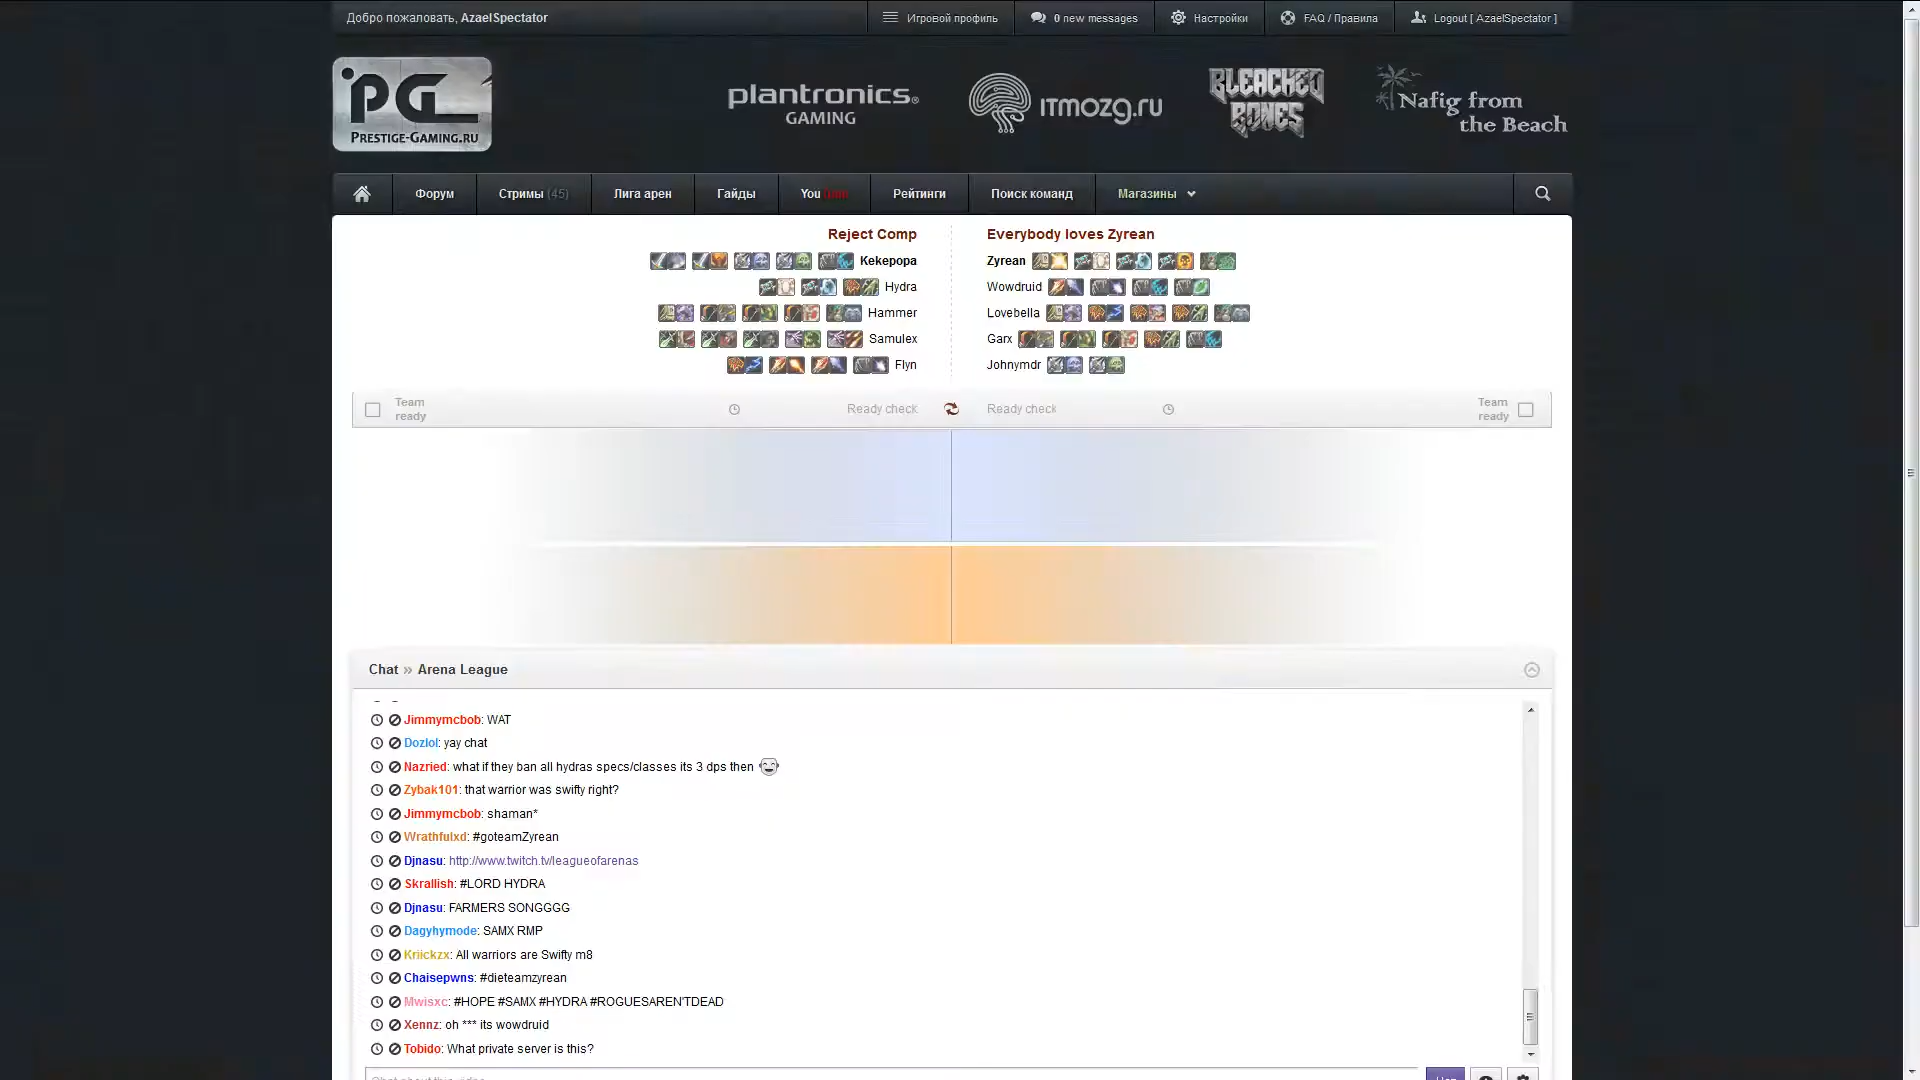 Добро пожаловать, AzaelSpectator
Игровой профиль
0 new messages
Настройки
FAQ / Правила
Logout [ AzaelSpectator ]
PG
PRESTIGE-GAMING.RU
plantronics®
GAMING
ITMOZG.RU
BLEACHED
BONES
Nafig from
the Beach
Форум
Стримы (45)
Лига арен
Гайды
You Tube
Рейтинги
Поиск команд
Магазины
Reject Comp
Everybody loves Zyrean
Kekepopa
Zyrean
Hydra
Wowdruid
Hammer
Lovebella
Samulex
Garx
Flyn
Johnymdr
Team
ready
Ready check
Ready check
Team
ready
Chat » Arena League
Jimmymcbob: WAT
Dozlol: yay chat
Nazried: what if they ban all hydras specs/classes its 3 dps then
Zybak101: that warrior was swifty right?
Jimmymcbob: shaman*
Wrathfulxd: #goteamZyrean
Djnasu: http://www.twitch.tv/leagueofarenas
Skrallish: #LORD HYDRA
Djnasu: FARMERS SONGGGG
Dagyhymode: SAMX RMP
Kriickzx: All warriors are Swifty m8
Chaisepwns: #dieteamzyrean
Mwisxc: #HOPE #SAMX #HYDRA #ROGUESAREN'TDEAD
Xennz: oh *** its wowdruid
Tobido: What private server is this?